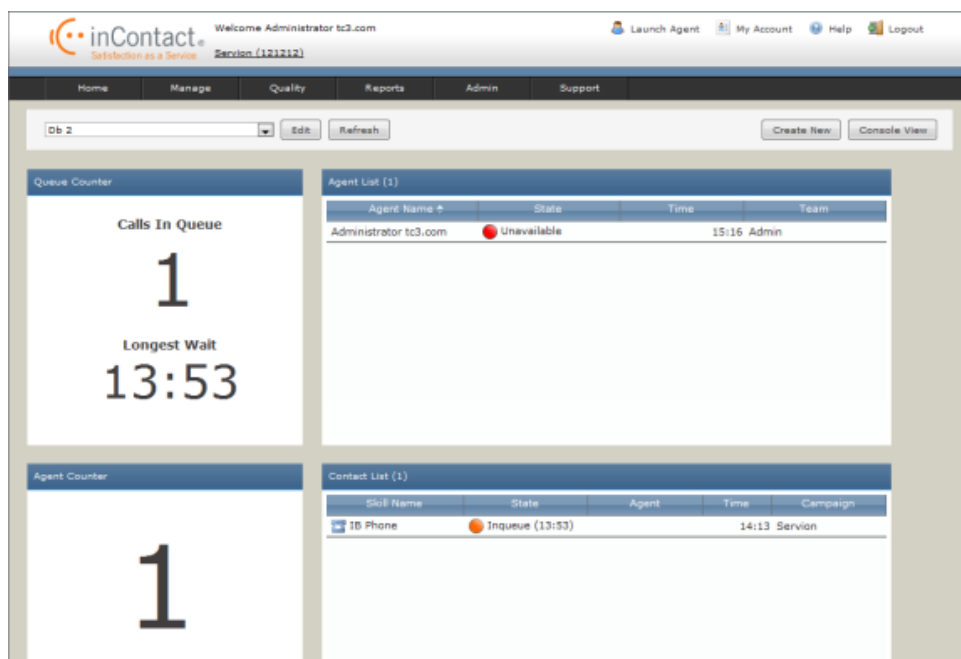 inContact®
Satisfaction as a Service
Welcome Administrator tc3.com
Servion (121212)
Launch Agent My Account Help Logout
Home Manage Quality Reports Admin Support
Db 2 Edit Refresh Create New Console View
Queue Counter
Calls In Queue
1
Longest Wait
13:53
Agent List (1)
Agent Name State Time Team
Administrator tc3.com Unavailable 15:16 Admin
Agent Counter
1
Contact List (1)
Skill Name State Agent Time Campaign
IB Phone Inqueue (13:53) 14:13 Servion